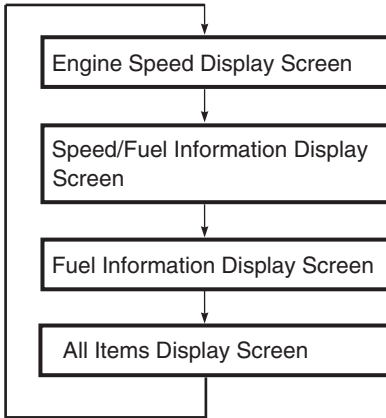 Engine Speed Display Screen
Speed/Fuel Information Display
Screen
Fuel Information Display Screen
All Items Display Screen